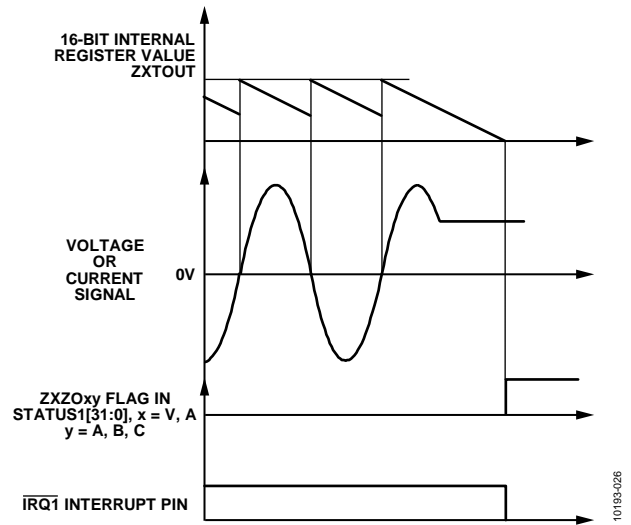 16-BIT INTERNAL
REGISTER VALUE
ZXTOUT
VOLTAGE
OR
CURRENT
SIGNAL
0V
ZXZOxy FLAG IN
STATUS1[31:0], x = V, A
y = A, B, C
IRQ1 INTERRUPT PIN
10193-026